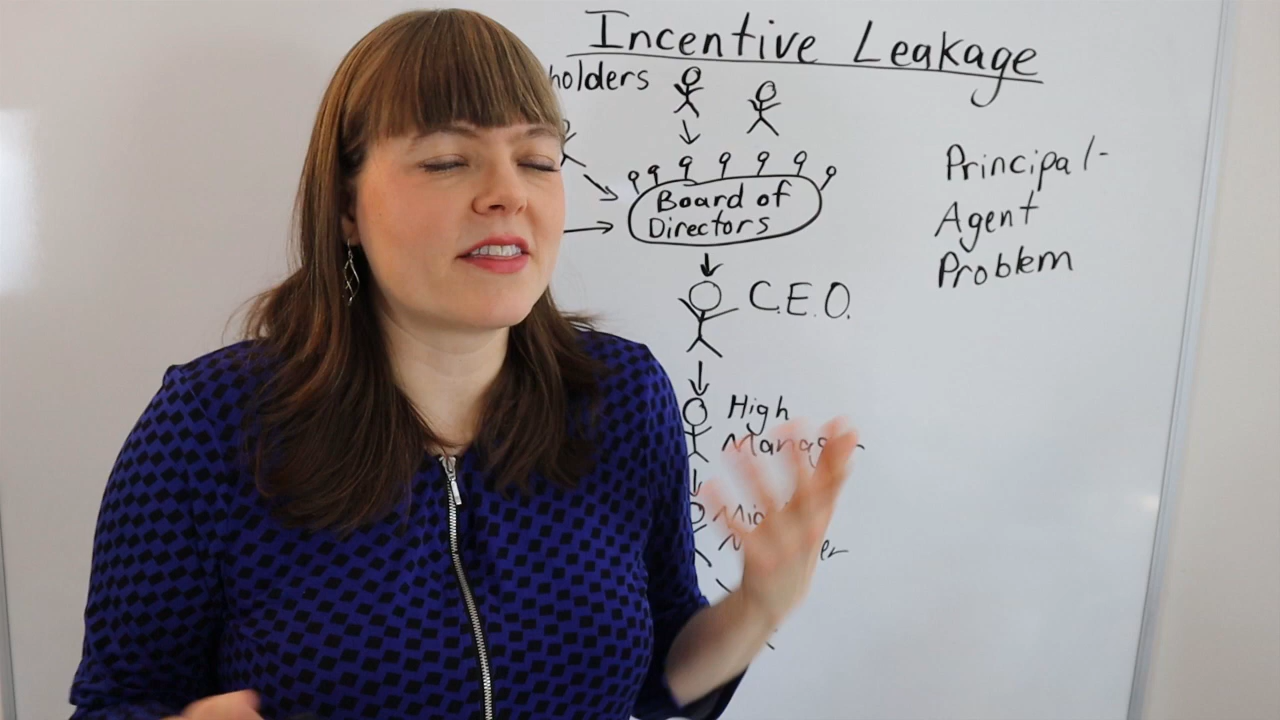 Incentive Leakage
holders
Board of
Directors
C.E.O.
High
Principal-
Agent
Problem